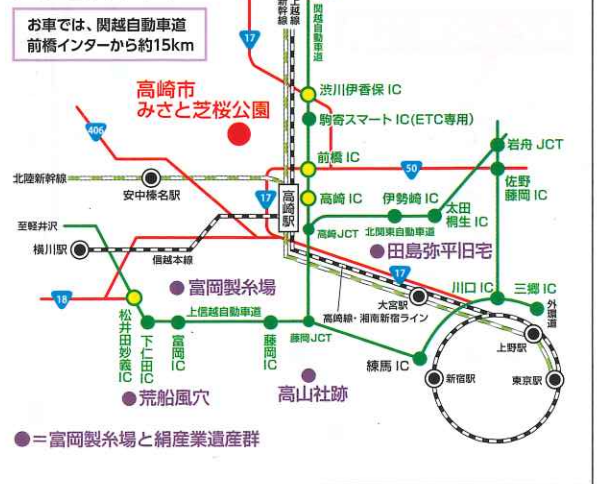 お車では、関越自動車道
前橋インターから約15km
新幹線
上越線
関越自動車道
17
渋川伊香保 IC
高崎市
みさと芝桜公園
駒寄スマート IC(ETC専用)
406
岩舟 JCT
前橋 IC
50
北陸新幹線
安中榛名駅
17
高崎駅
高崎 IC
伊勢崎 IC
太田
桐生 IC
佐野
藤岡 IC
至軽井沢
高崎JCT
北関東自動車道
横川駅
信越本線
田島弥平旧宅
17
川口 IC
三郷 IC
富岡製糸場
大宮駅
外環道
18
高崎線・湘南新宿ライン
上信越自動車道
松井田妙義IC
下仁田IC
富岡IC
藤岡IC
藤岡JCT
上野駅
練馬 IC
新宿駅
東京駅
荒船風穴
高山社跡
●=富岡製糸場と絹産業遺産群